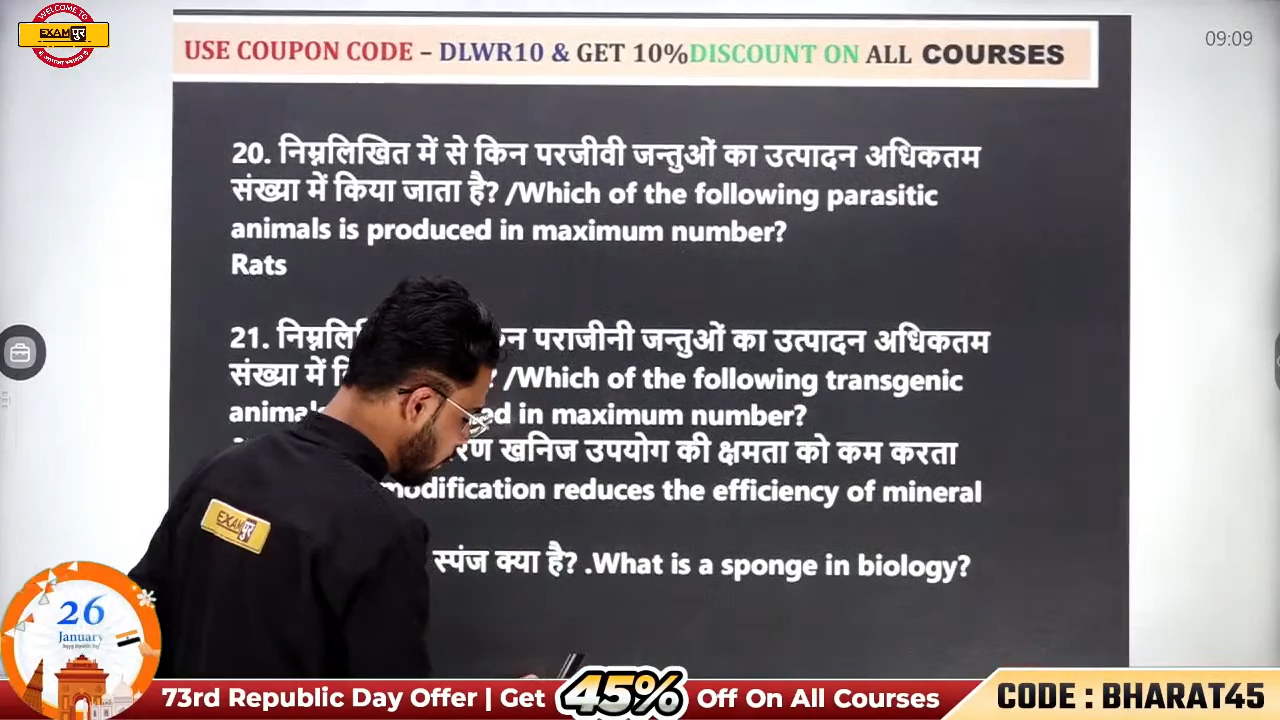 WELCOME TO
EXAMपुर
09:09
USE COUPON CODE – DLWR10 & GET 10%DISCOUNT ON ALL COURSES
20. निम्नलिखित में से किन परजीवी जन्तुओं का उत्पादन अधिकतम
संख्या में किया जाता है? /Which of the following parasitic
animals is produced in maximum number?
Rats
21. पराजीनी जन्तुओं का उत्पादन अधिकतम
संख्या में /Which of the following transgenic
in maximum number?
खनिज उपयोग की क्षमता को कम करता
modification reduces the efficiency of mineral
स्पंज क्या है? .What is a sponge in biology?
EXAMपुर
26
January
73rd Republic Day Offer | Get 45% Off On All Courses
CODE : BHARAT45